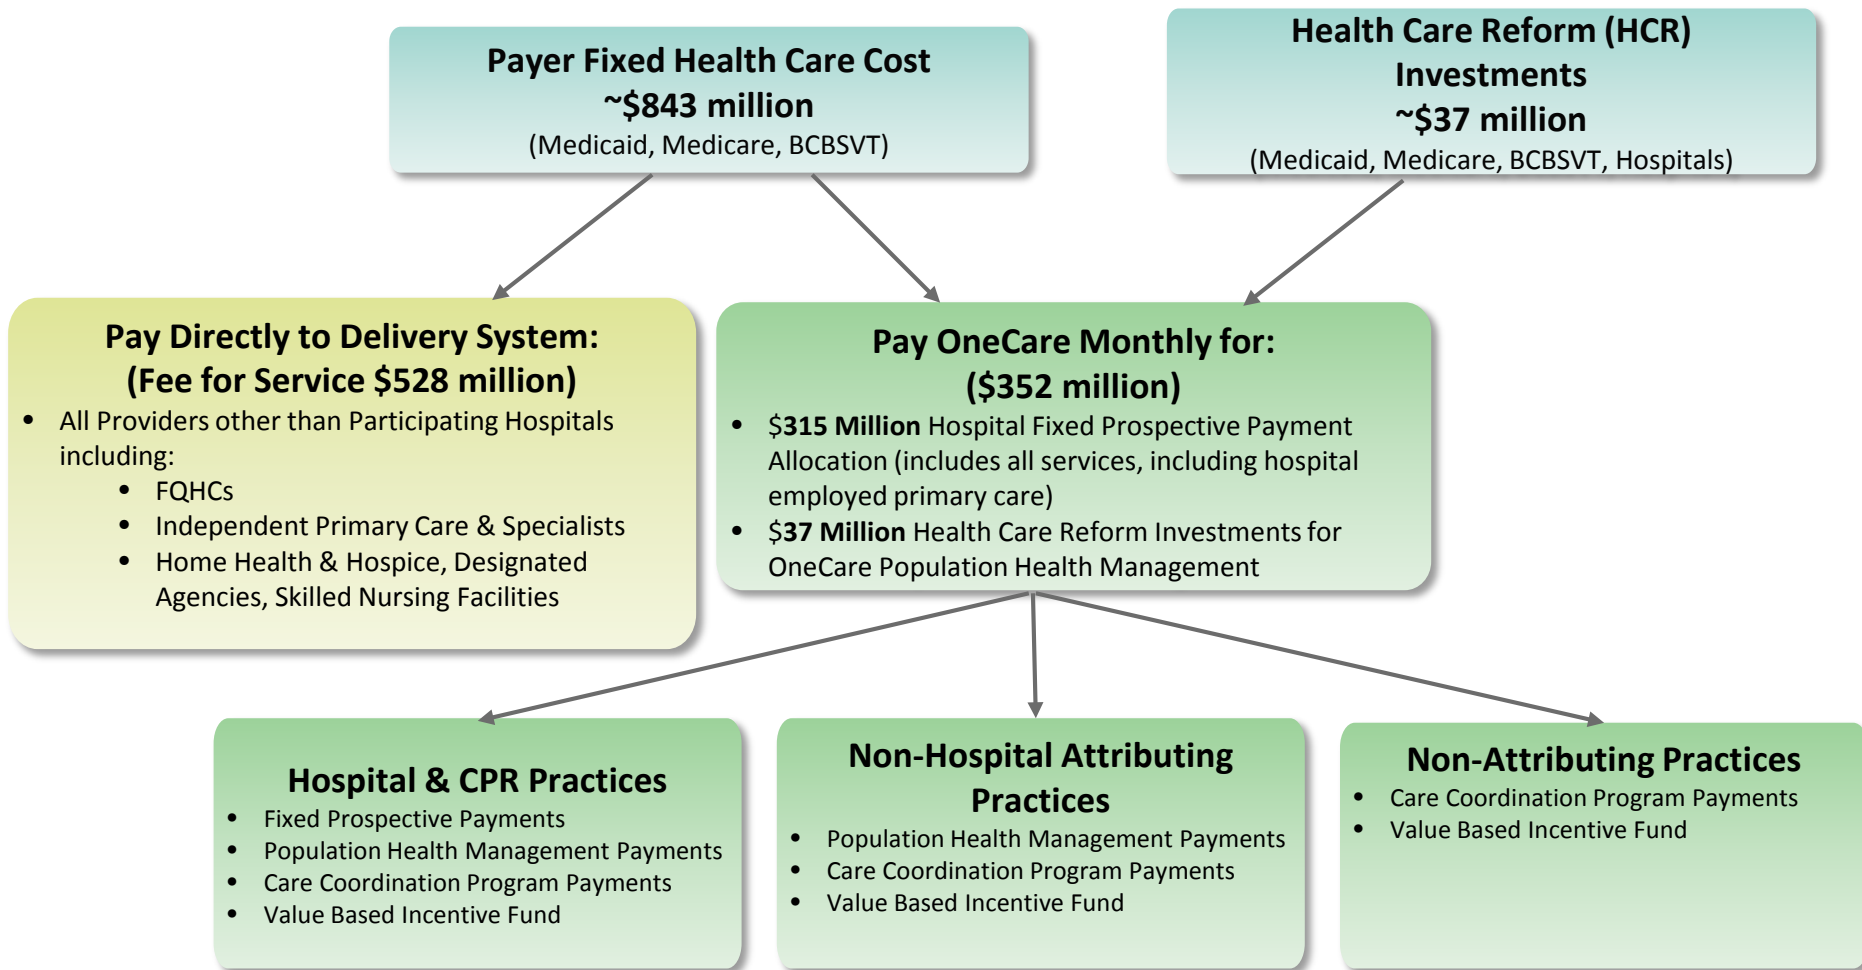 Payer Fixed Health Care Cost
~$843 million
(Medicaid, Medicare, BCBSVT)
Health Care Reform (HCR)
Investments
~$37 million
(Medicaid, Medicare, BCBSVT, Hospitals)
Pay Directly to Delivery System:
(Fee for Service $528 million)
• All Providers other than Participating Hospitals
including:
• FQHCs
• Independent Primary Care & Specialists
• Home Health & Hospice, Designated
Agencies, Skilled Nursing Facilities
Pay OneCare Monthly for:
($352 million)
• $315 Million Hospital Fixed Prospective Payment
Allocation (includes all services, including hospital
employed primary care)
• $37 Million Health Care Reform Investments for
OneCare Population Health Management
Hospital & CPR Practices
• Fixed Prospective Payments
• Population Health Management Payments
• Care Coordination Program Payments
• Value Based Incentive Fund
Non-Hospital Attributing
Practices
• Population Health Management Payments
• Care Coordination Program Payments
• Value Based Incentive Fund
Non-Attributing Practices
• Care Coordination Program Payments
• Value Based Incentive Fund